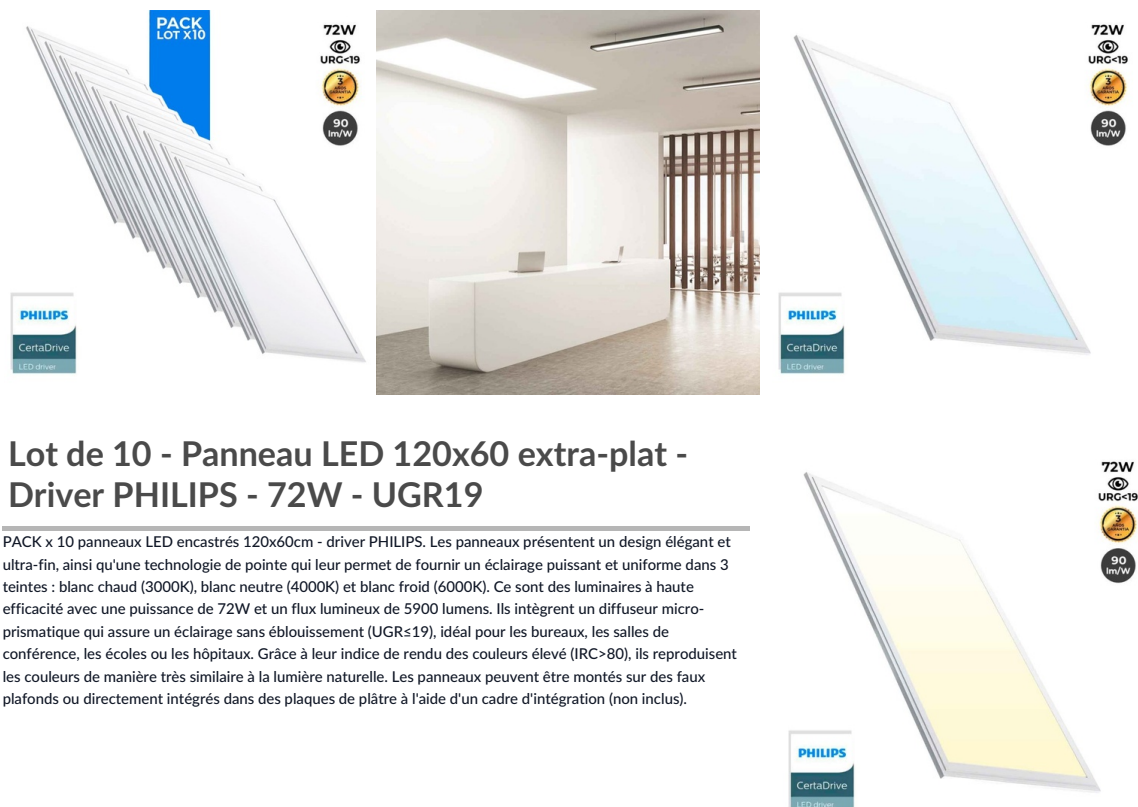 PACK
LOT X10
72W
URG<19
3
AÑOS
GARANTIA
90
lm/W
PHILIPS
CertaDrive
LED driver
72W
URG<19
3
AÑOS
GARANTIA
90
lm/W
PHILIPS
CertaDrive
LED driver
Lot de 10 - Panneau LED 120x60 extra-plat -
Driver PHILIPS - 72W - UGR19
PACK x 10 panneaux LED encastrés 120x60cm - driver PHILIPS. Les panneaux présentent un design élégant et
ultra-fin, ainsi qu'une technologie de pointe qui leur permet de fournir un éclairage puissant et uniforme dans 3
teintes : blanc chaud (3000K), blanc neutre (4000K) et blanc froid (6000K). Ce sont des luminaires à haute
efficacité avec une puissance de 72W et un flux lumineux de 5900 lumens. Ils intègrent un diffuseur micro-
prismatique qui assure un éclairage sans éblouissement (UGR≤19), idéal pour les bureaux, les salles de
conférence, les écoles ou les hôpitaux. Grâce à leur indice de rendu des couleurs élevé (IRC>80), ils reproduisent
les couleurs de manière très similaire à la lumière naturelle. Les panneaux peuvent être montés sur des faux
plafonds ou directement intégrés dans des plaques de plâtre à l'aide d'un cadre d'intégration (non inclus).
72W
URG<19
3
AÑOS
GARANTIA
90
lm/W
PHILIPS
CertaDrive
LED driver